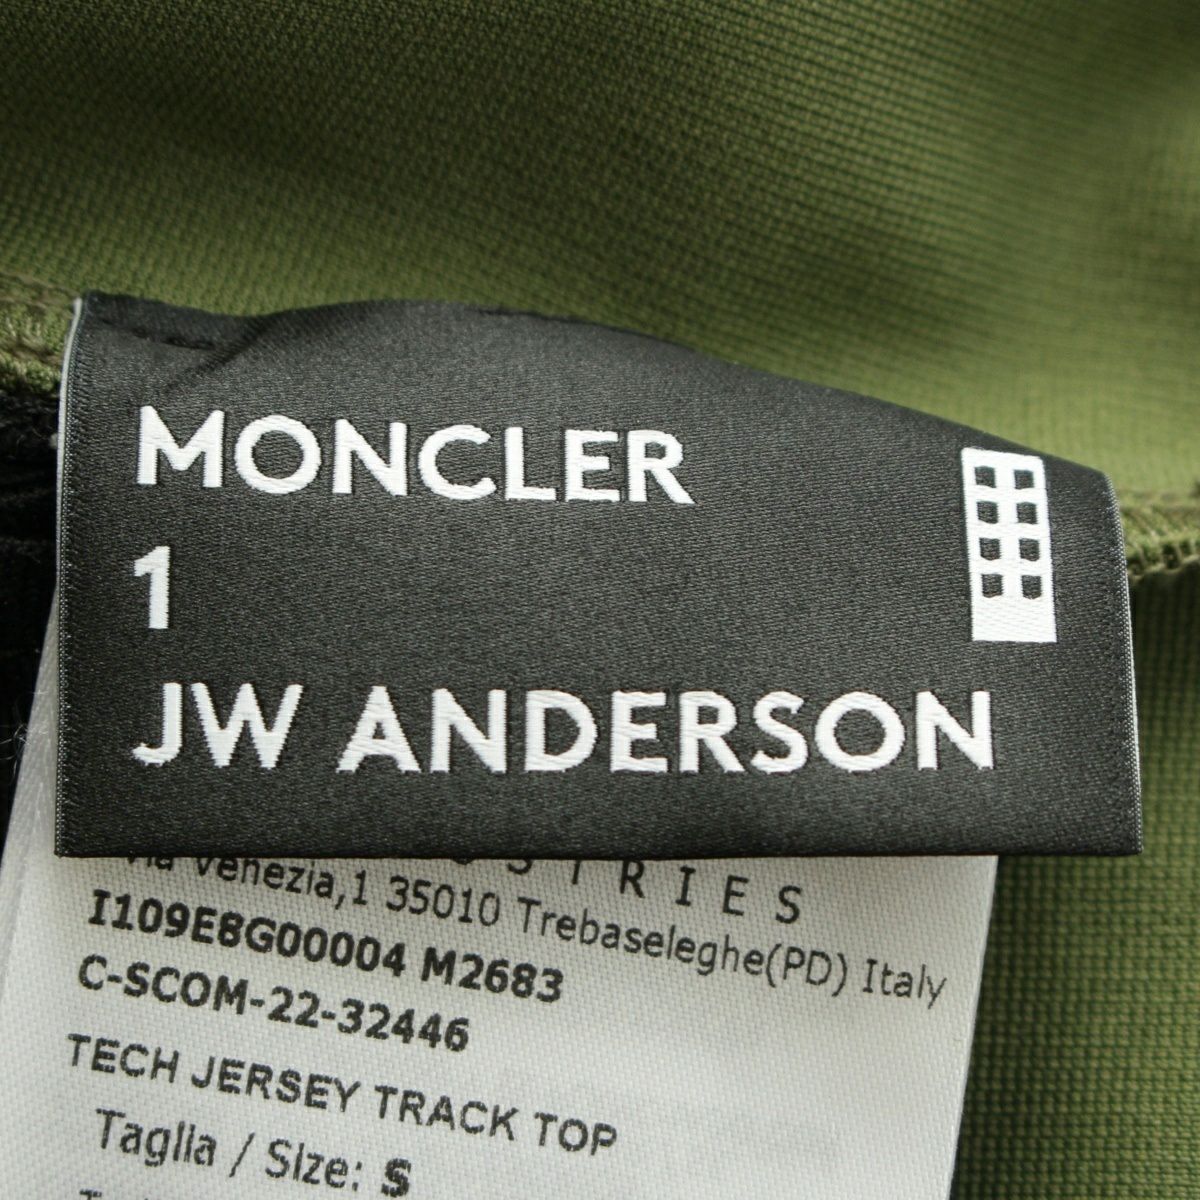 MONCLER
1
JW ANDERSON
STRIES
Via Venezia,1 35010 Trebaseleghe(PD) Italy
I109E8G00004 M2683
C-SCOM-22-32446
TECH JERSEY TRACK TOP
Taglia / Size: S